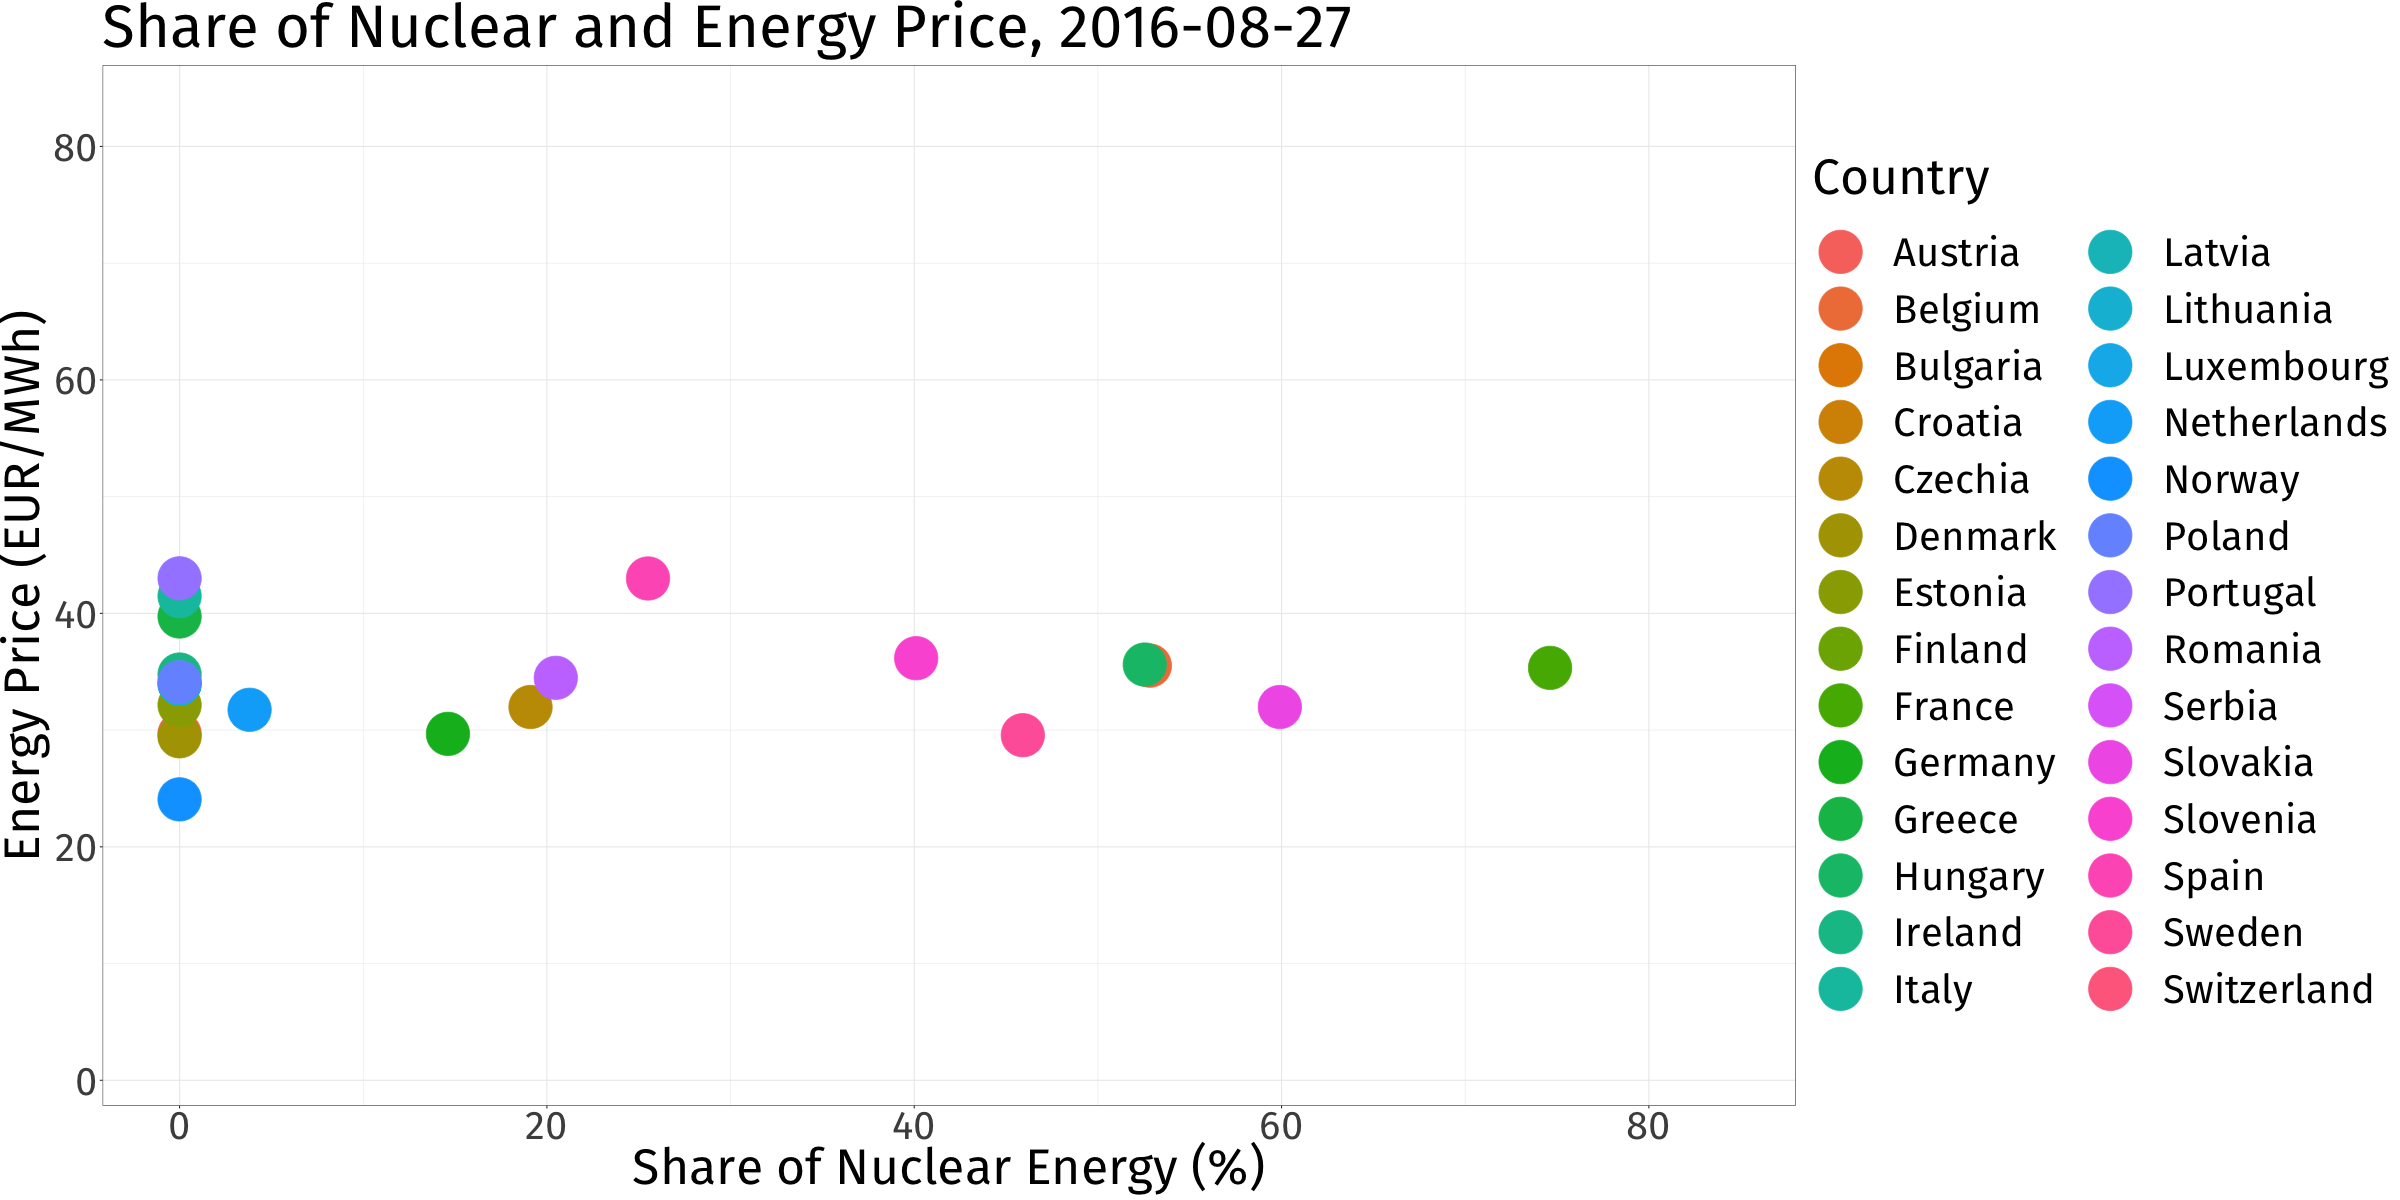 Share of Nuclear and Energy Price, 2016-08-27
Energy Price (EUR/MWh)
80
60
40
20
0
0 20 40 60 80
Share of Nuclear Energy (%)
Country
Austria
Belgium
Bulgaria
Croatia
Czechia
Denmark
Estonia
Finland
France
Germany
Greece
Hungary
Ireland
Italy
Latvia
Lithuania
Luxembourg
Netherlands
Norway
Poland
Portugal
Romania
Serbia
Slovakia
Slovenia
Spain
Sweden
Switzerland